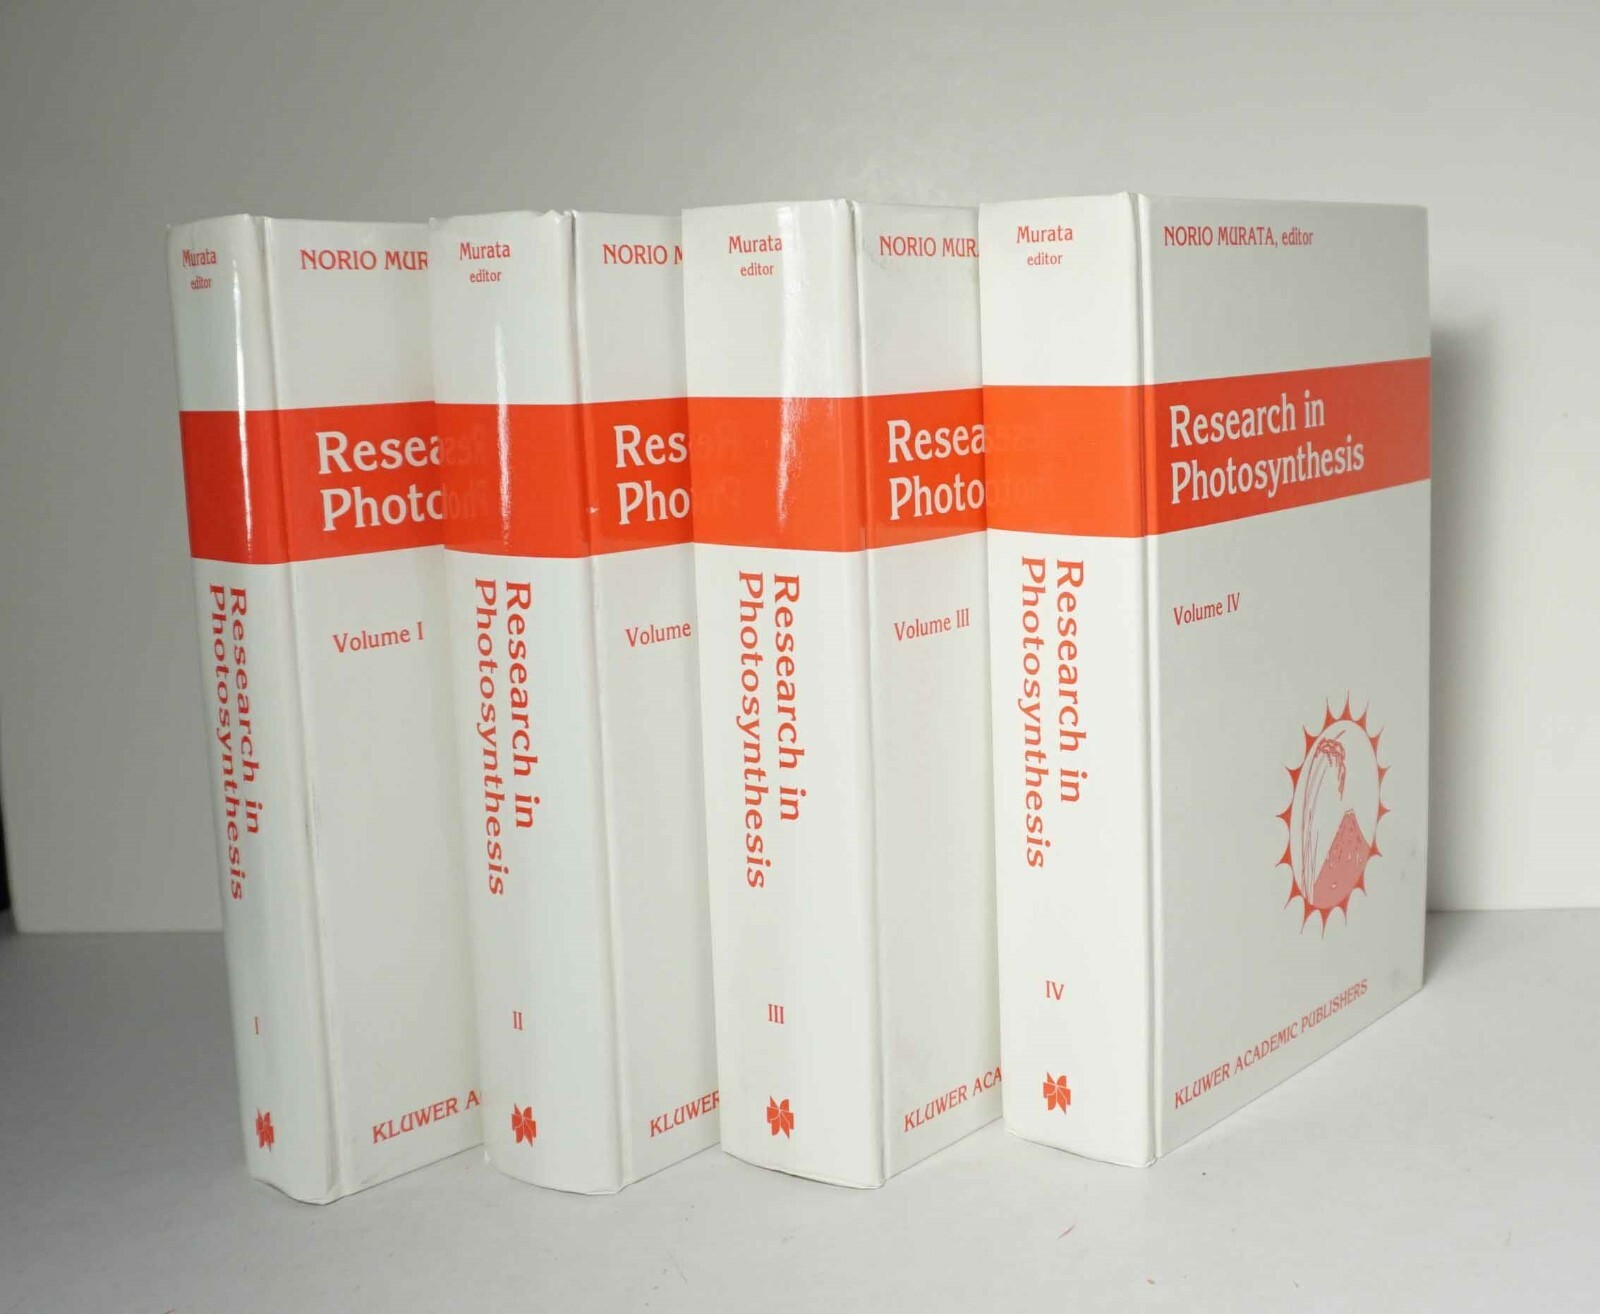 Murata
editor
Research in
Photosynthesis
I
NORIO MUR
Resea
Photo
Volume I
KLUWER A
Murata
editor
Research in
Photosynthesis
II
NORIO M
Res
Pho
Volume
KLUWER
Murata
editor
Research in
Photosynthesis
III
NORIO MURA
Resea
Photo
Volume III
KLUWER ACA
Murata
editor
Research in
Photosynthesis
IV
NORIO MURATA, editor
Research in
Photosynthesis
Volume IV
KLUWER ACADEMIC PUBLISHERS